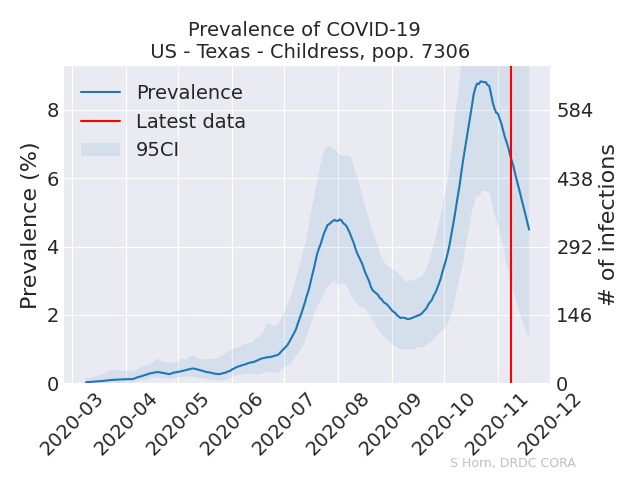 Prevalence of COVID-19
US - Texas - Childress, pop. 7306
Prevalence
Latest data
95CI
Prevalence (%)
8
6
4
2
0
584
438
292
146
0
# of infections
2020-03
2020-04
2020-05
2020-06
2020-07
2020-08
2020-09
2020-10
2020-11
2020-12
S Horn, DRDC CORA